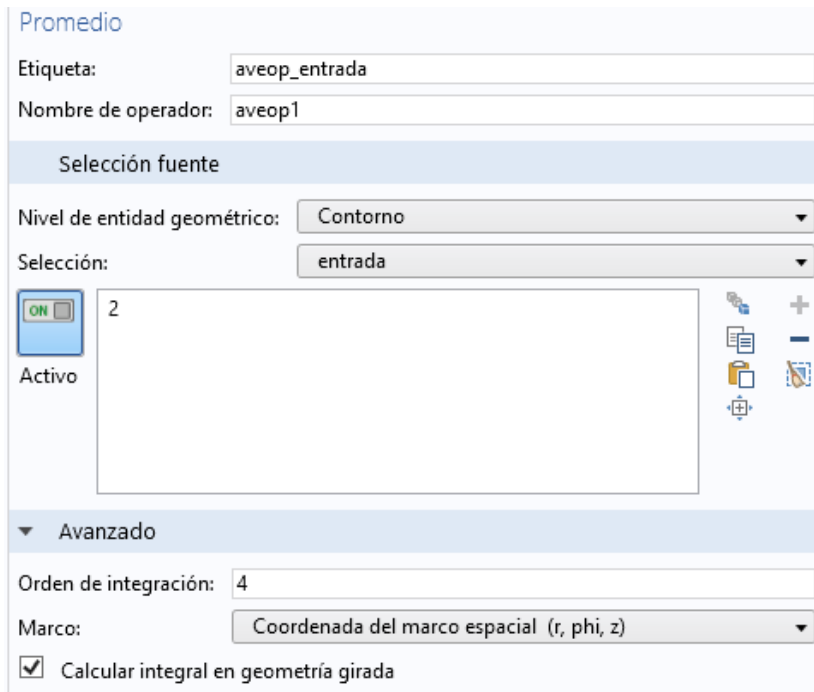 Promedio
Etiqueta: aveop_entrada
Nombre de operador: aveop1
Selección fuente
Nivel de entidad geométrico: Contorno
Selección: entrada
ON
2
Activo
Avanzado
Orden de integración: 4
Marco: Coordenada del marco espacial (r, phi, z)
Calcular integral en geometría girada